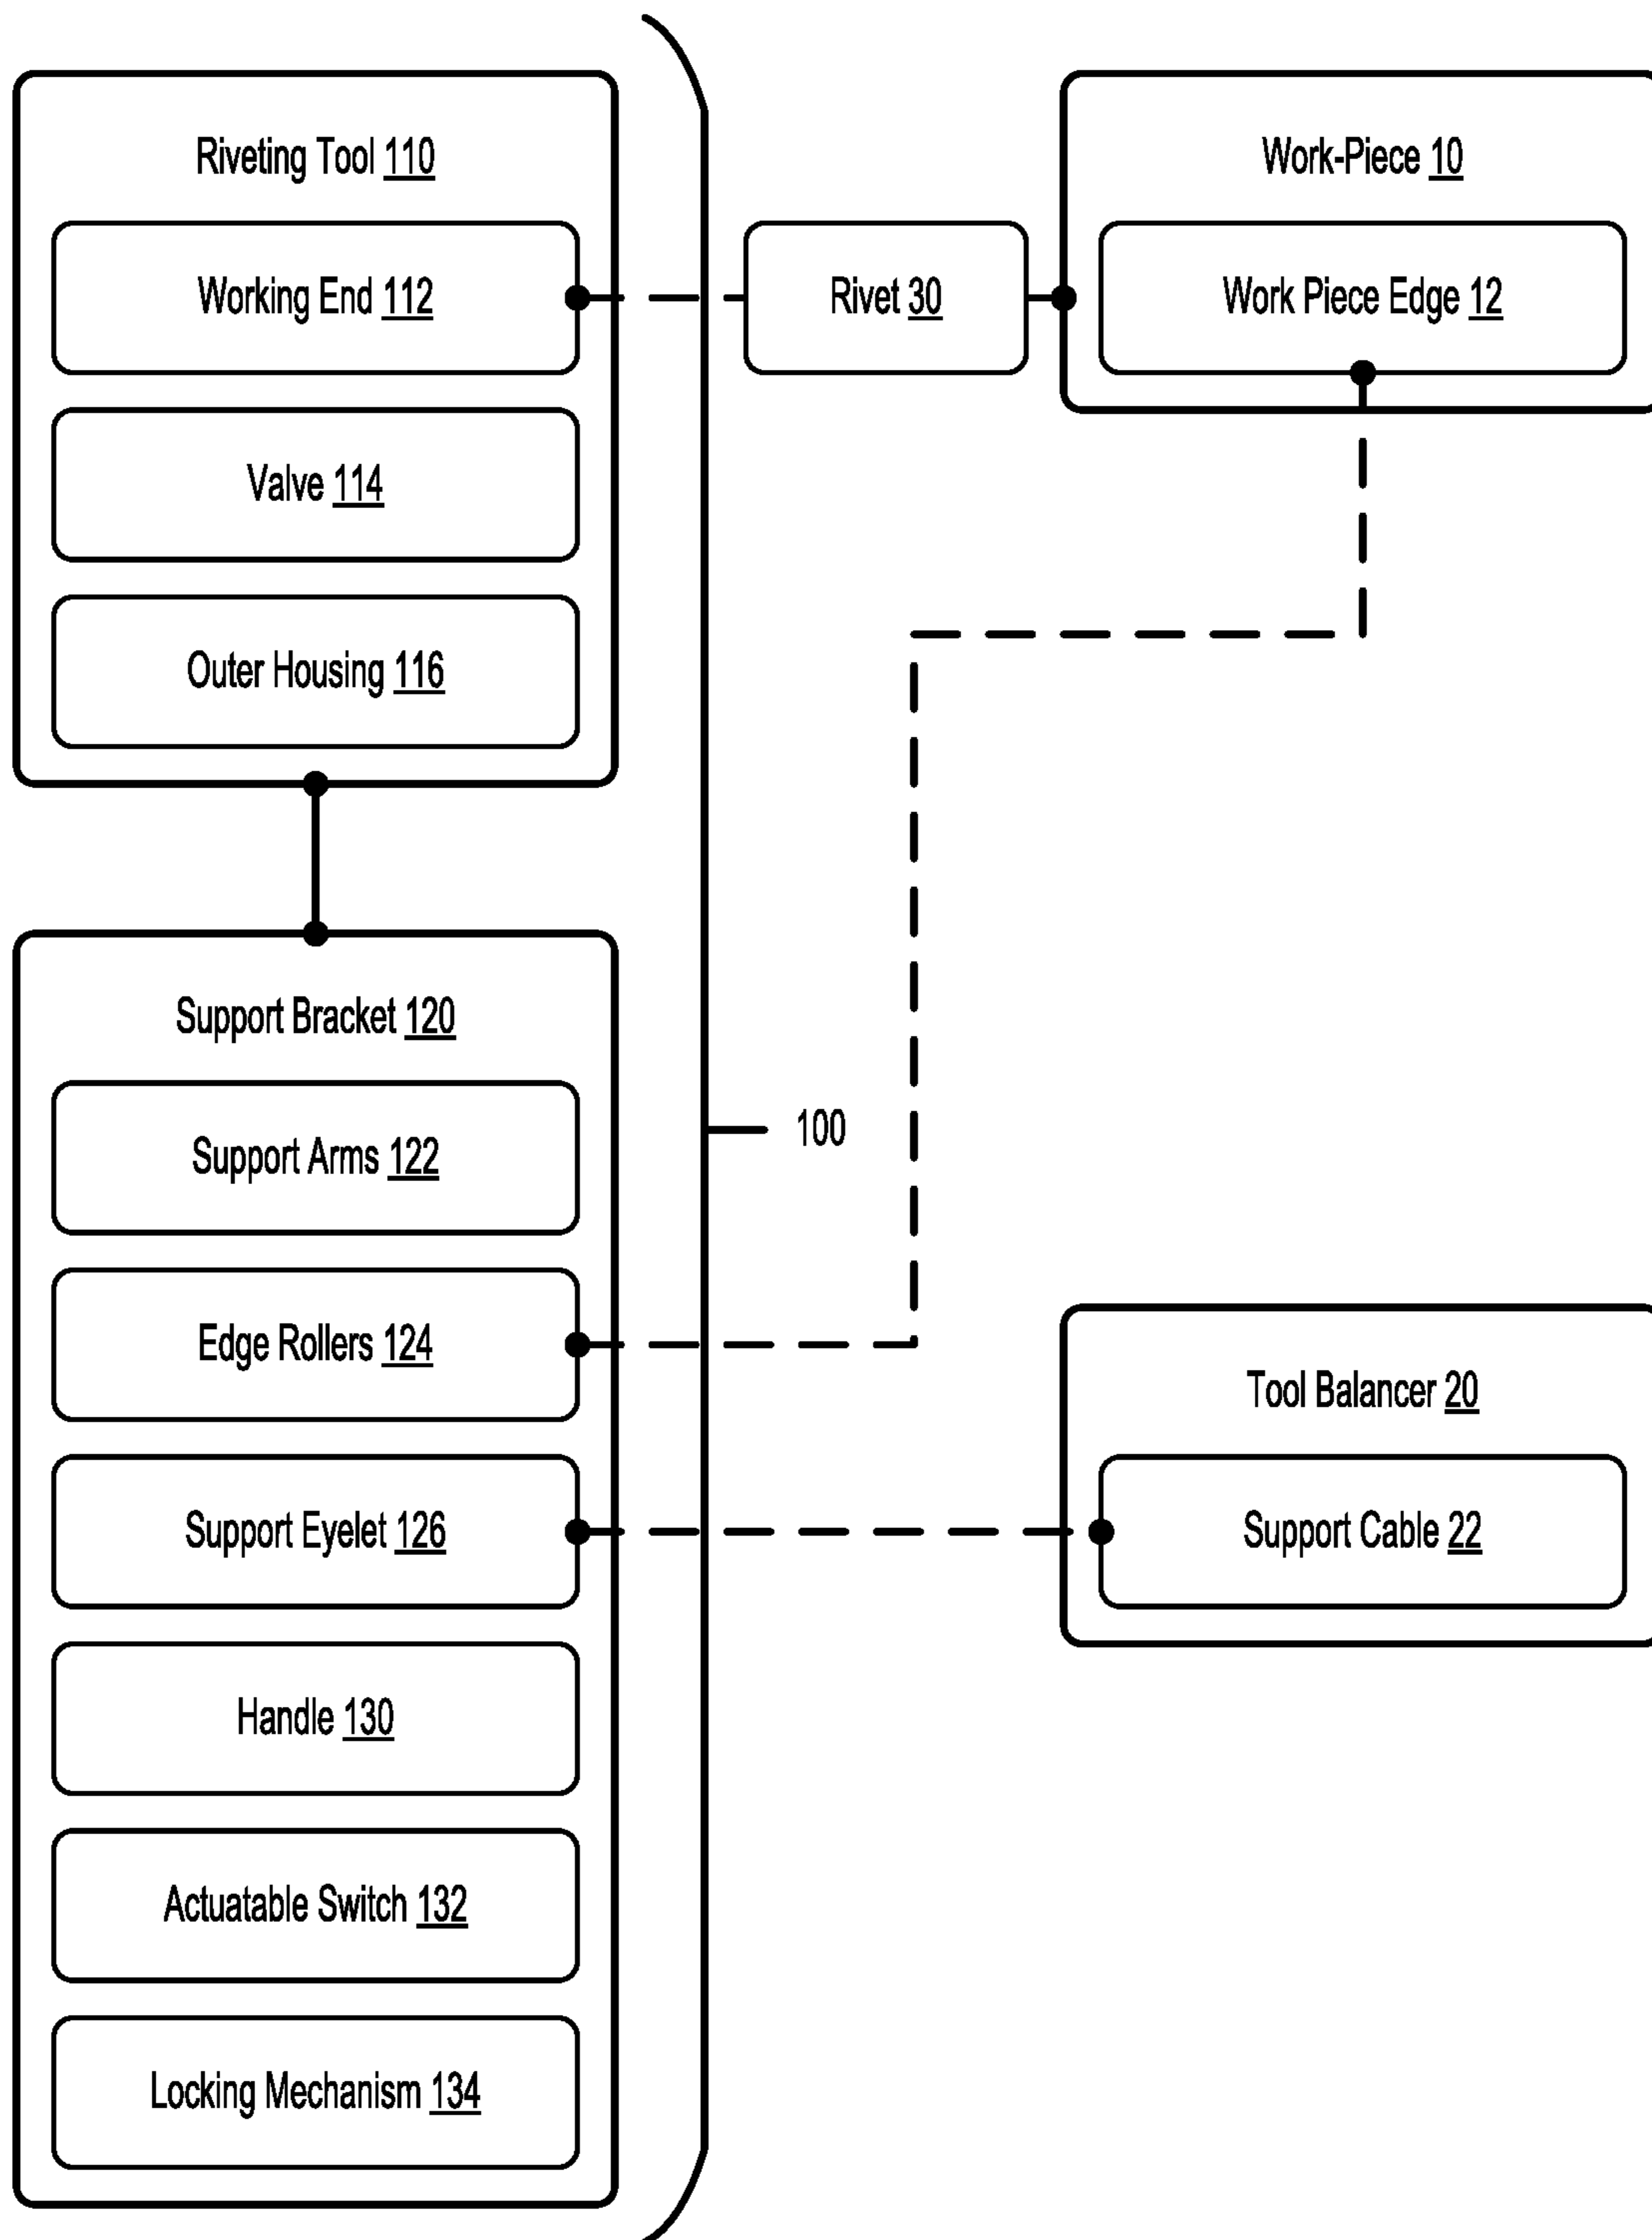 Riveting Tool 110
Working End 112
Valve 114
Outer Housing 116
Support Bracket 120
Support Arms 122
Edge Rollers 124
Support Eyelet 126
Handle 130
Actuatable Switch 132
Locking Mechanism 134
100
Rivet 30
Work-Piece 10
Work Piece Edge 12
Tool Balancer 20
Support Cable 22